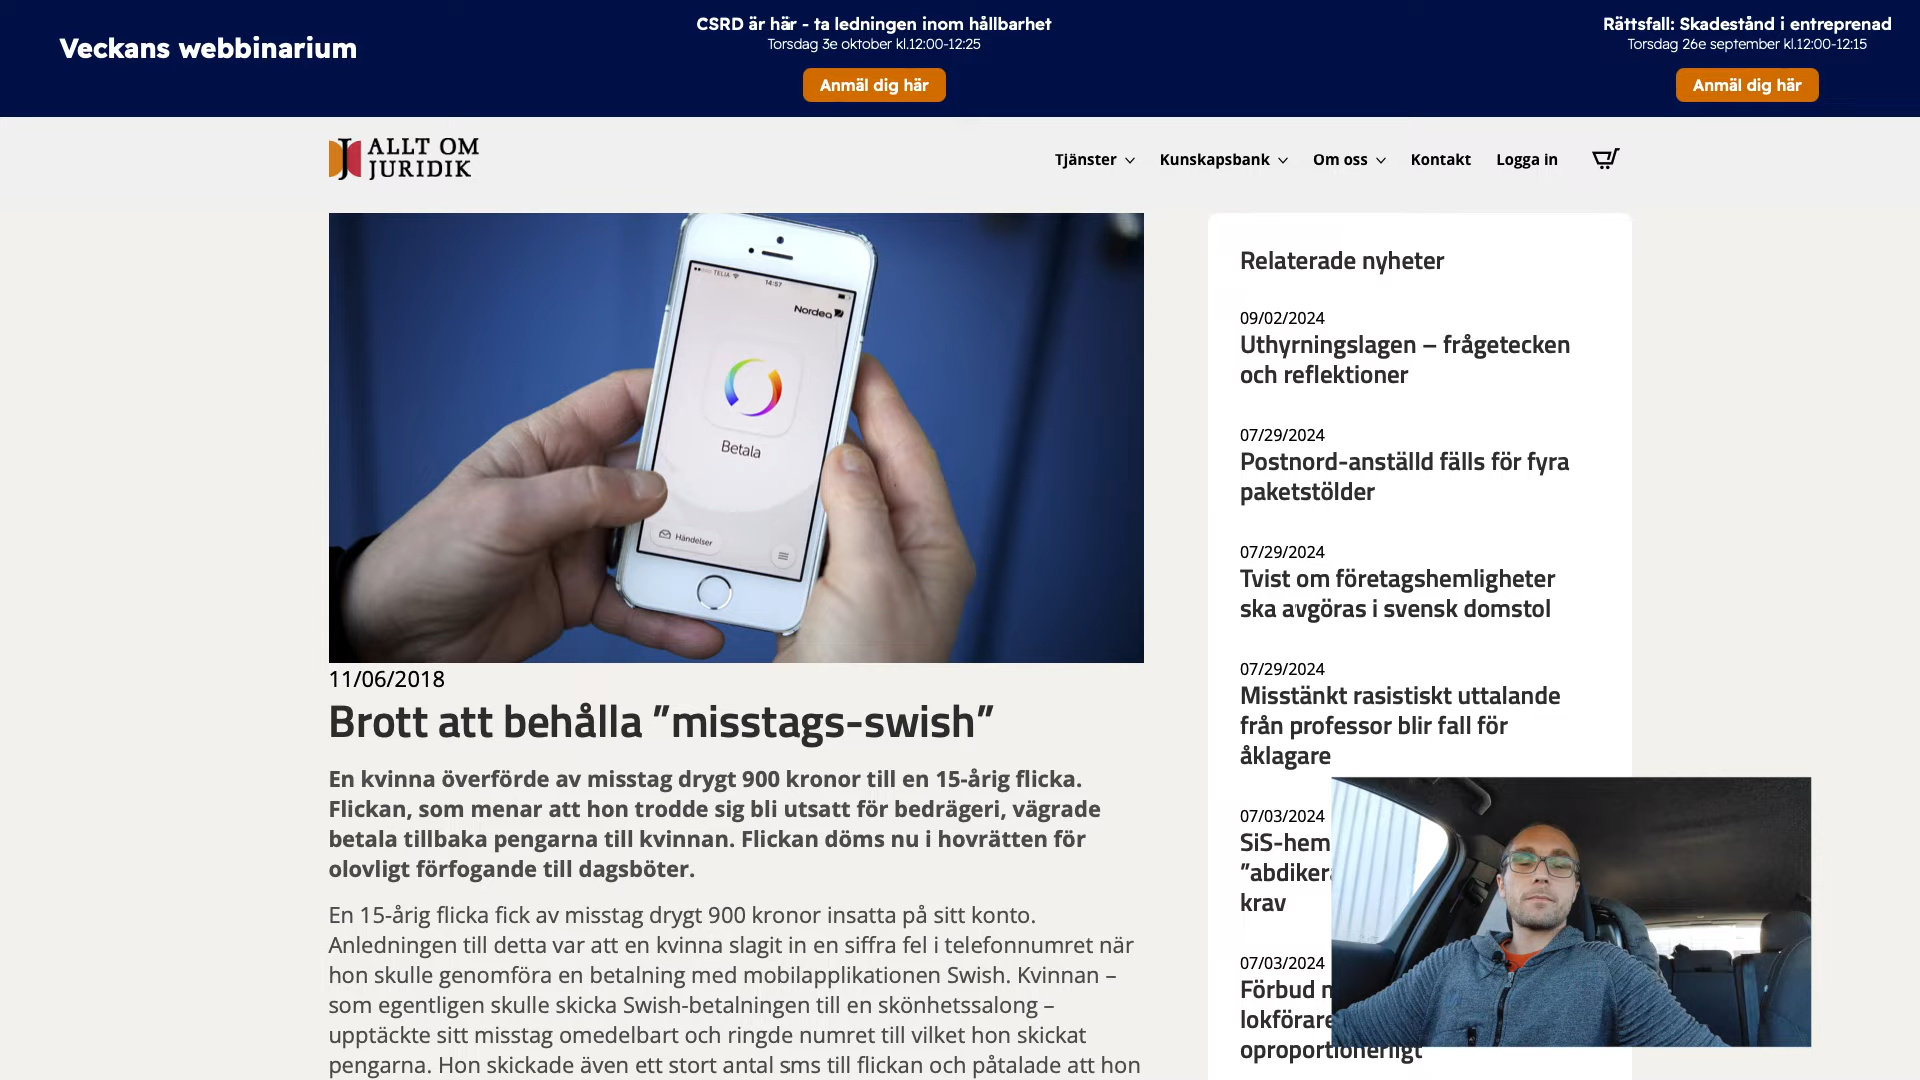 Veckans webbinarium
CSRD är här - ta ledningen inom hållbarhet
Torsdag 3e oktober kl.12:00-12:25
Anmäl dig här
Rättsfall: Skadestånd i entreprenad
Torsdag 26e september kl.12:00-12:15
Anmäl dig här
ALLT OM
JURIDIK
Tjänster
Kunskapsbank
Om oss
Kontakt
Logga in
TELIA
14:57
Nordea
Betala
Händelser
11/06/2018
Brott att behålla ”misstags-swish”
En kvinna överförde av misstag drygt 900 kronor till en 15-årig flicka.
Flickan, som menar att hon trodde sig bli utsatt för bedrägeri, vägrade
betala tillbaka pengarna till kvinnan. Flickan döms nu i hovrätten för
olovligt förfogande till dagsböter.
En 15-årig flicka fick av misstag drygt 900 kronor insatta på sitt konto.
Anledningen till detta var att en kvinna slagit in en siffra fel i telefonnumret när
hon skulle genomföra en betalning med mobilapplikationen Swish. Kvinnan –
som egentligen skulle skicka Swish-betalningen till en skönhetssalong –
upptäckte sitt misstag omedelbart och ringde numret till vilket hon skickat
pengarna. Hon skickade även ett stort antal sms till flickan och påtalade att hon
Relaterade nyheter
09/02/2024
Uthyrningslagen – frågetecken
och reflektioner
07/29/2024
Postnord-anställd fälls för fyra
paketstölder
07/29/2024
Tvist om företagshemligheter
ska avgöras i svensk domstol
07/29/2024
Misstänkt rasistiskt uttalande
från professor blir fall för
åklagare
07/03/2024
SiS-hem
”abdikera
krav
07/03/2024
Förbud
lokförare
oproportionerligt